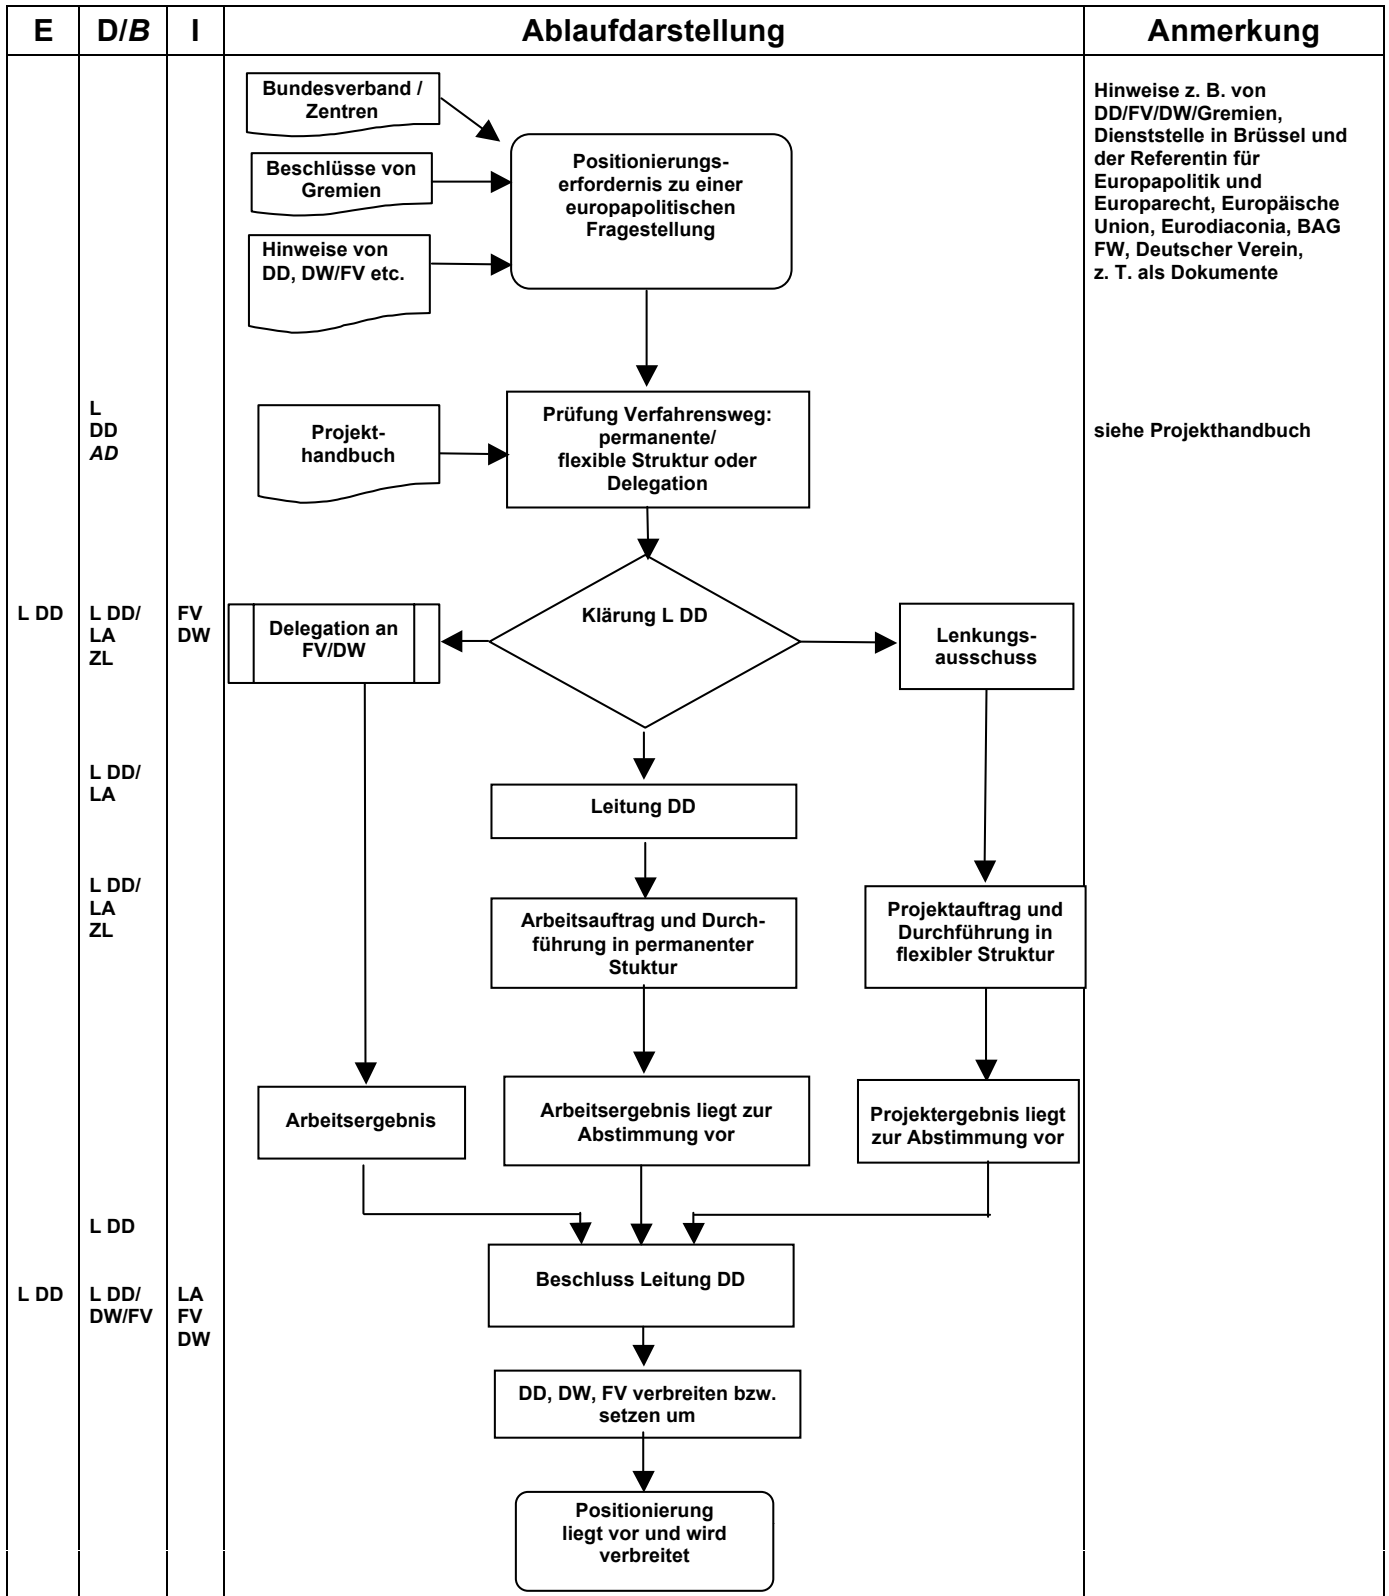 E D/B I Ablaufdarstellung Anmerkung
Bundesverband /
Zentren
Beschlüsse von
Gremien
Hinweise von
DD, DW/FV etc.
Positionierungs-
erfordernis zu einer
europapolitischen
Fragestellung
Hinweise z. B. von
DD/FV/DW/Gremien,
Dienststelle in Brüssel und
der Referentin für
Europapolitik und
Europarecht, Europäische
Union, Eurodiaconia, BAG
FW, Deutscher Verein,
z. T. als Dokumente
L
DD
AD
Projekt-
handbuch
Prüfung Verfahrensweg:
permanente/
flexible Struktur oder
Delegation
siehe Projekthandbuch
L DD
L DD/
LA
ZL
FV
DW
Delegation an
FV/DW
Klärung L DD
Lenkungs-
ausschuss
L DD/
LA
Leitung DD
L DD/
LA
ZL
Arbeitsauftrag und Durch-
führung in permanenter
Stuktur
Projektauftrag und
Durchführung in
flexibler Struktur
Arbeitsergebnis
Arbeitsergebnis liegt zur
Abstimmung vor
Projektergebnis liegt
zur Abstimmung vor
L DD
L DD
L DD/
DW/FV
LA
FV
DW
Beschluss Leitung DD
DD, DW, FV verbreiten bzw.
setzen um
Positionierung
liegt vor und wird
verbreitet